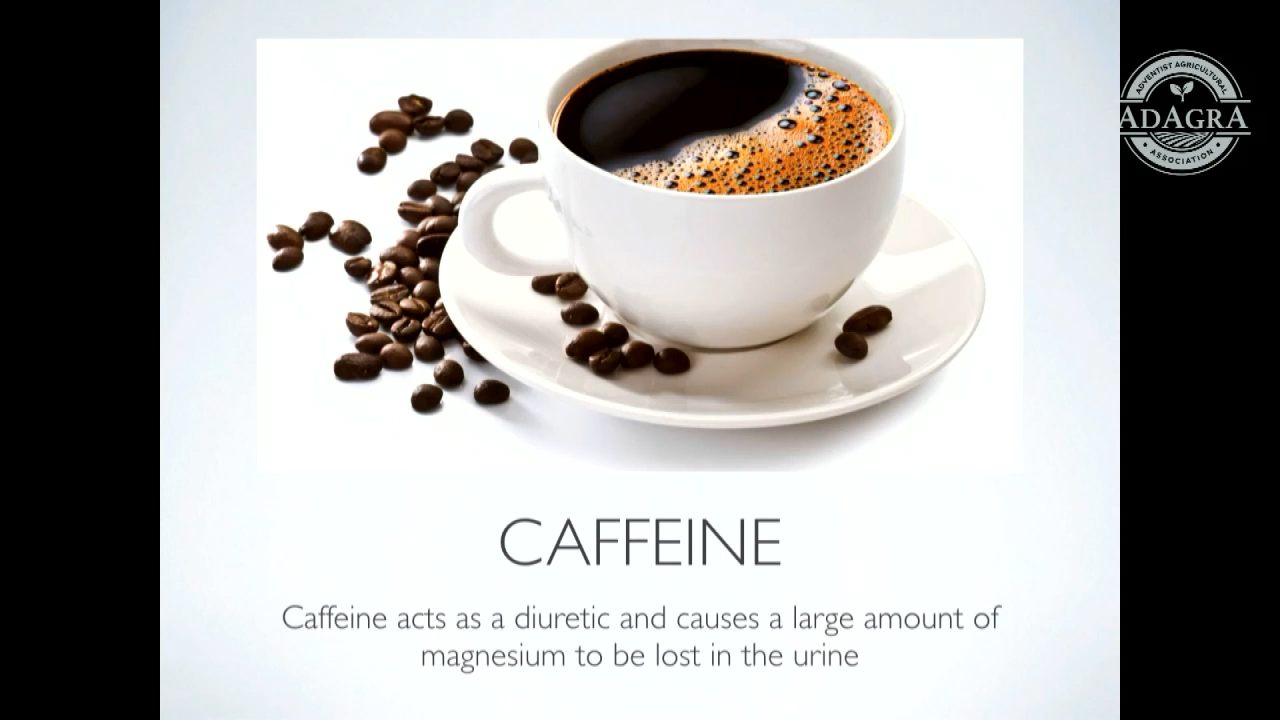 ADVENTIST AGRICULTURAL
ADAGRA
• ASSOCIATION •
CAFFEINE
Caffeine acts as a diuretic and causes a large amount of
magnesium to be lost in the urine